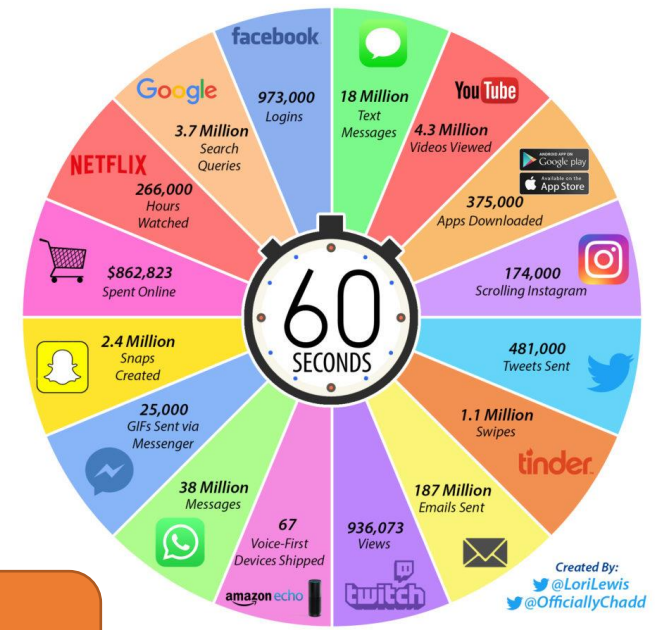 facebook
973,000
Logins
18 Million
Text
Messages
YouTube
4.3 Million
Videos Viewed
ANDROID APP ON
Google play
Available on the
App Store
375,000
Apps Downloaded
174,000
Scrolling Instagram
481,000
Tweets Sent
1.1 Million
Swipes
tinder
187 Million
Emails Sent
936,073
Views
twitch
67
Voice-First
Devices Shipped
amazon echo
38 Million
Messages
25,000
GIFs Sent via
Messenger
2.4 Million
Snaps
Created
$862,823
Spent Online
NETFLIX
266,000
Hours
Watched
Google
3.7 Million
Search
Queries
60
SECONDS
Created By:
@LoriLewis
@OfficiallyChadd